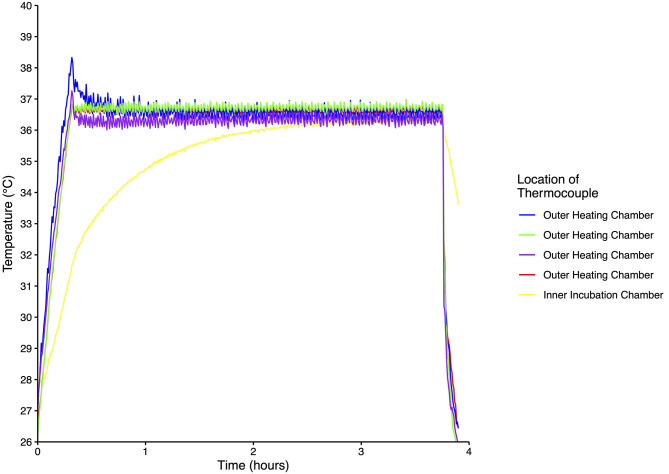 40
39
38
37
36
35
34
33
32
31
30
29
28
27
26
Temperature (°C)
0
1
2
3
4
Time (hours)
Location of
Thermocouple
Outer Heating Chamber
Outer Heating Chamber
Outer Heating Chamber
Outer Heating Chamber
Inner Incubation Chamber